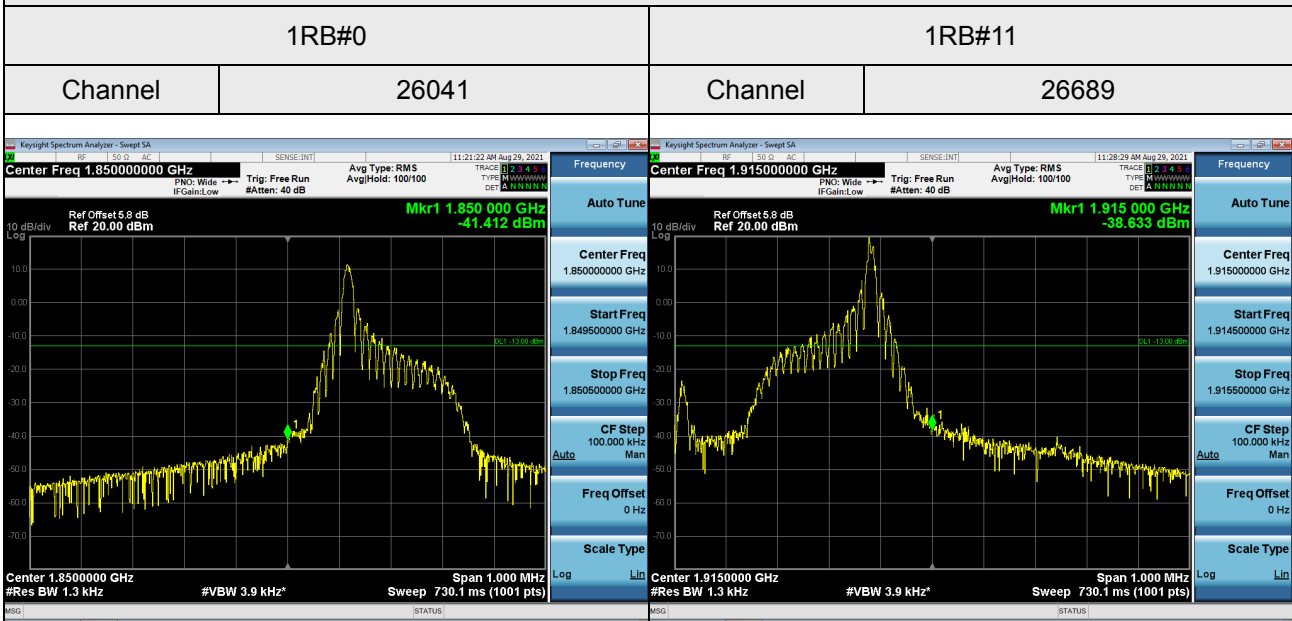 1RB#0
1RB#11
Channel
26041
Channel
26689
Keysight Spectrum Analyzer - Swept SA
RF 50 Ω AC SENSE:INT 11:21:22 AM Aug 29, 2021
Center Freq 1.850000000 GHz
PNO: Wide
IFGain:Low
Trig: Free Run
#Atten: 40 dB
Avg Type: RMS
Avg|Hold: 100/100
TRACE 1 2 3 4 5 6
TYPE M WWWWW
DET A N N N N N
Mkr1 1.850 000 GHz
-41.412 dBm
Ref Offset 5.8 dB
10 dB/div Ref 20.00 dBm
Log
10.0
0.00
-10.0
DL1 -13.00 dBm
-20.0
-30.0
-40.0
1
-50.0
-60.0
-70.0
Center 1.8500000 GHz
Span 1.000 MHz
#Res BW 1.3 kHz
#VBW 3.9 kHz*
Sweep 730.1 ms (1001 pts)
MSG
STATUS
Frequency
Auto Tune
Center Freq
1.850000000 GHz
Start Freq
1.849500000 GHz
Stop Freq
1.850500000 GHz
CF Step
100.000 kHz
Auto Man
Freq Offset
0 Hz
Scale Type
Log Lin
Keysight Spectrum Analyzer - Swept SA
RF 50 Ω AC SENSE:INT 11:28:29 AM Aug 29, 2021
Center Freq 1.915000000 GHz
PNO: Wide
IFGain:Low
Trig: Free Run
#Atten: 40 dB
Avg Type: RMS
Avg|Hold: 100/100
TRACE 1 2 3 4 5 6
TYPE M WWWWW
DET A N N N N N
Mkr1 1.915 000 GHz
-38.633 dBm
Ref Offset 5.8 dB
10 dB/div Ref 20.00 dBm
Log
10.0
0.00
-10.0
DL1 -13.00 dBm
-20.0
-30.0
1
-40.0
-50.0
-60.0
-70.0
Center 1.9150000 GHz
Span 1.000 MHz
#Res BW 1.3 kHz
#VBW 3.9 kHz*
Sweep 730.1 ms (1001 pts)
MSG
STATUS
Frequency
Auto Tune
Center Freq
1.915000000 GHz
Start Freq
1.914500000 GHz
Stop Freq
1.915500000 GHz
CF Step
100.000 kHz
Auto Man
Freq Offset
0 Hz
Scale Type
Log Lin